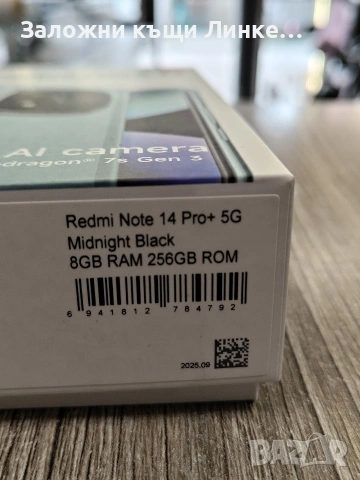 Заложни къщи Линке...
AI camera
dragon® 7s Gen 3
Redmi Note 14 Pro+ 5G
Midnight Black
8GB RAM 256GB ROM
6 941812 784792
2025.09
BAZAR